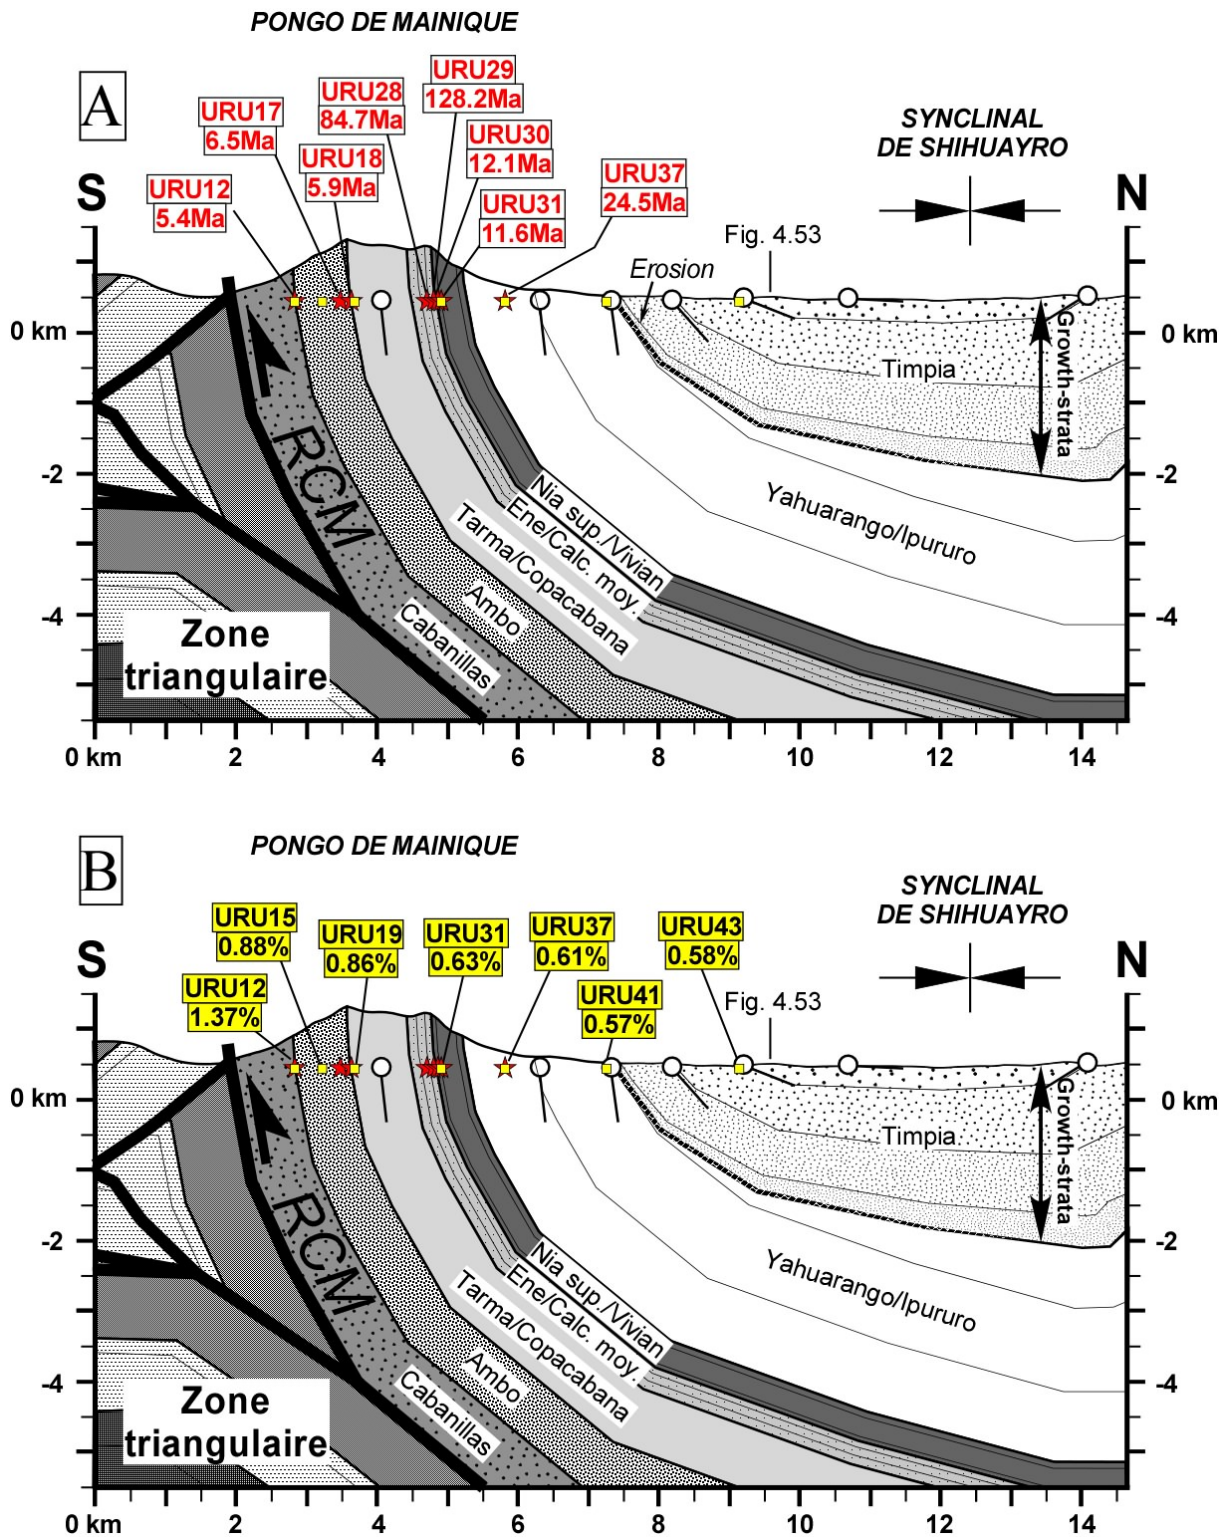 PONGO DE MAINIQUE
A
URU29
128.2Ma
URU28
84.7Ma
URU17
6.5Ma
URU30
12.1Ma
URU18
5.9Ma
URU37
24.5Ma
URU12
5.4Ma
URU31
11.6Ma
SYNCLINAL
DE SHIHUAYRO
S
N
Fig. 4.53
Erosion
0 km
0 km
Timpia
Growth-strata
RCM
-2
-2
Yahuarango/Ipururo
Nia sup./Vivian
Ene/Calc. moy.
Tarma/Copacabana
Ambo
Cabanillas
-4
-4
Zone
triangulaire
0 km 2 4 6 8 10 12 14
PONGO DE MAINIQUE
B
URU15
0.88%
URU19
0.86%
URU31
0.63%
URU37
0.61%
URU43
0.58%
URU12
1.37%
URU41
0.57%
SYNCLINAL
DE SHIHUAYRO
S
N
Fig. 4.53
0 km
0 km
Timpia
Growth-strata
RCM
-2
-2
Yahuarango/Ipururo
Nia sup./Vivian
Ene/Calc. moy.
Tarma/Copacabana
Ambo
Cabanillas
-4
-4
Zone
triangulaire
0 km 2 4 6 8 10 12 14